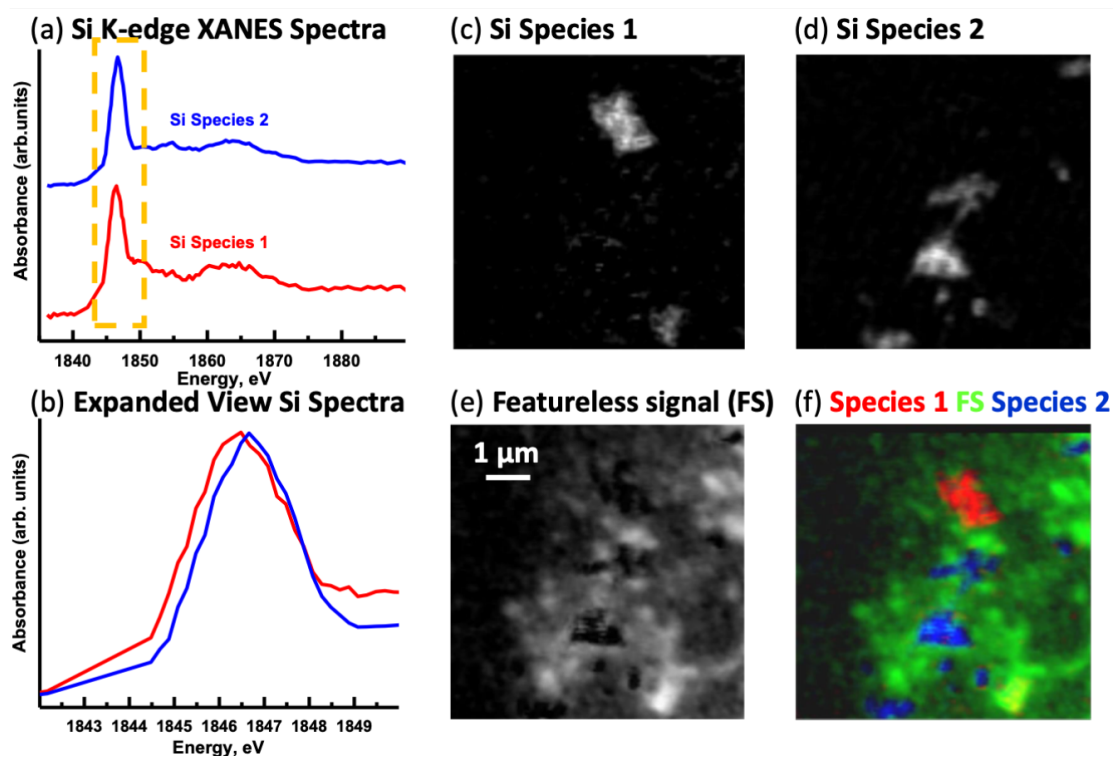 (a) Si K-edge XANES Spectra
Absorbance (arb.units)
Si Species 2
Si Species 1
1840 1850 1860 1870 1880
Energy, eV
(c) Si Species 1
(d) Si Species 2
(b) Expanded View Si Spectra
Absorbance (arb. units)
1843 1844 1845 1846 1847 1848 1849
Energy, eV
(e) Featureless signal (FS)
1 μm
(f) Species 1 FS Species 2